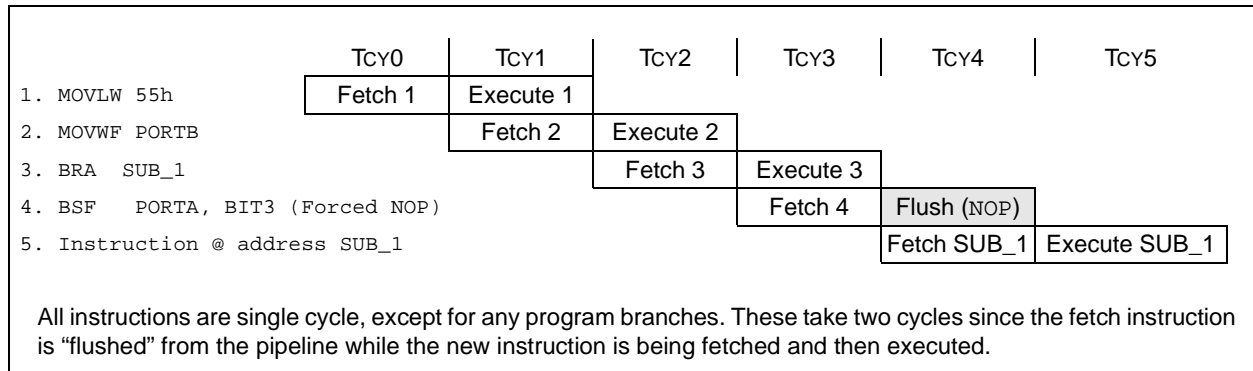 TCY0 TCY1 TCY2 TCY3 TCY4 TCY5
1. MOVLW 55h Fetch 1 Execute 1
2. MOVWF PORTB Fetch 2 Execute 2
3. BRA SUB_1 Fetch 3 Execute 3
4. BSF PORTA, BIT3 (Forced NOP) Fetch 4 Flush (NOP)
5. Instruction @ address SUB_1 Fetch SUB_1 Execute SUB_1
All instructions are single cycle, except for any program branches. These take two cycles since the fetch instruction
is “flushed” from the pipeline while the new instruction is being fetched and then executed.